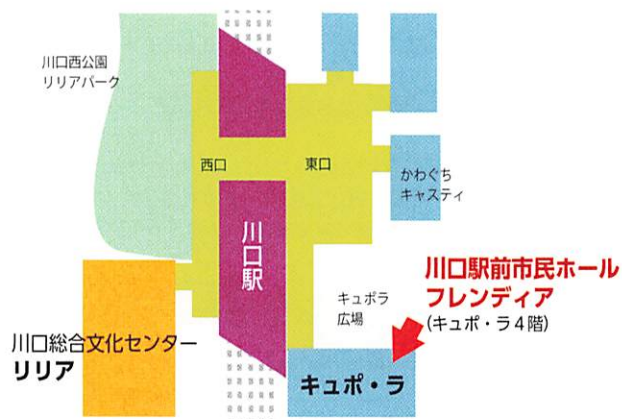 川口西公園
リリアパーク
西口
東口
かわぐち
キャスティ
川口駅
川口駅前市民ホール
フレンディア
(キュポ・ラ4階)
キュポラ
広場
川口総合文化センター
リリア
キュポ・ラ